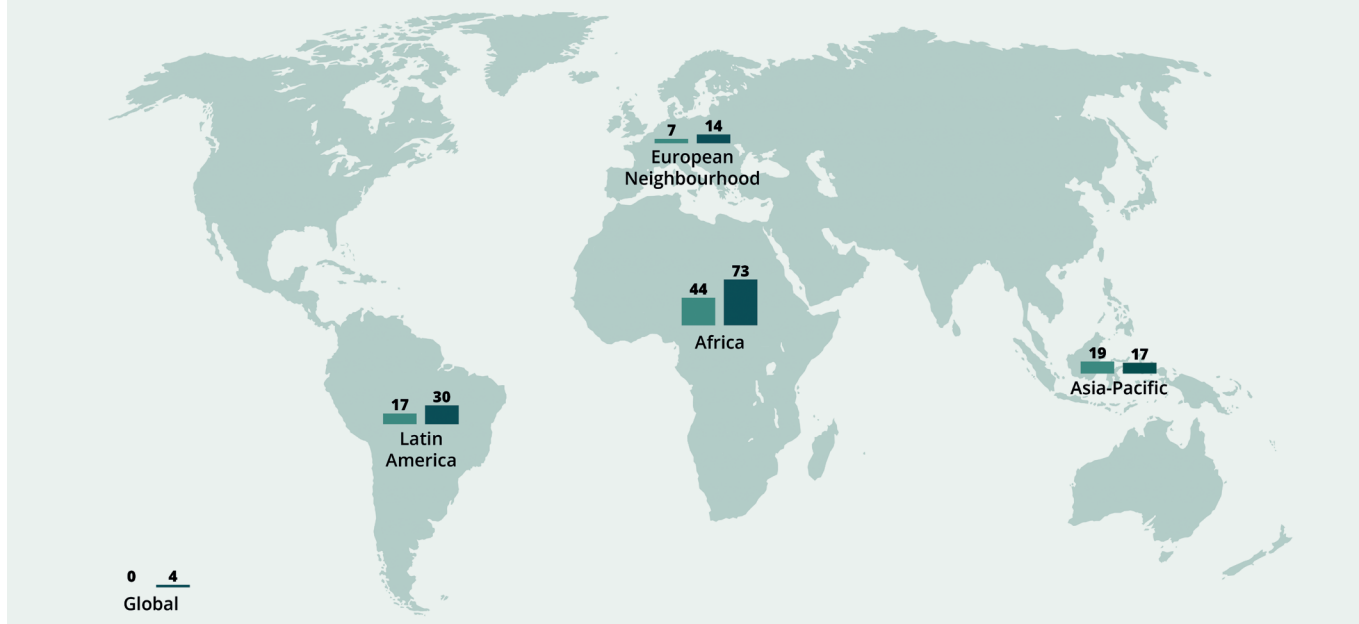 7 14
European
Neighbourhood
44 73
Africa
19 17
Asia-Pacific
17 30
Latin
America
0 4
Global